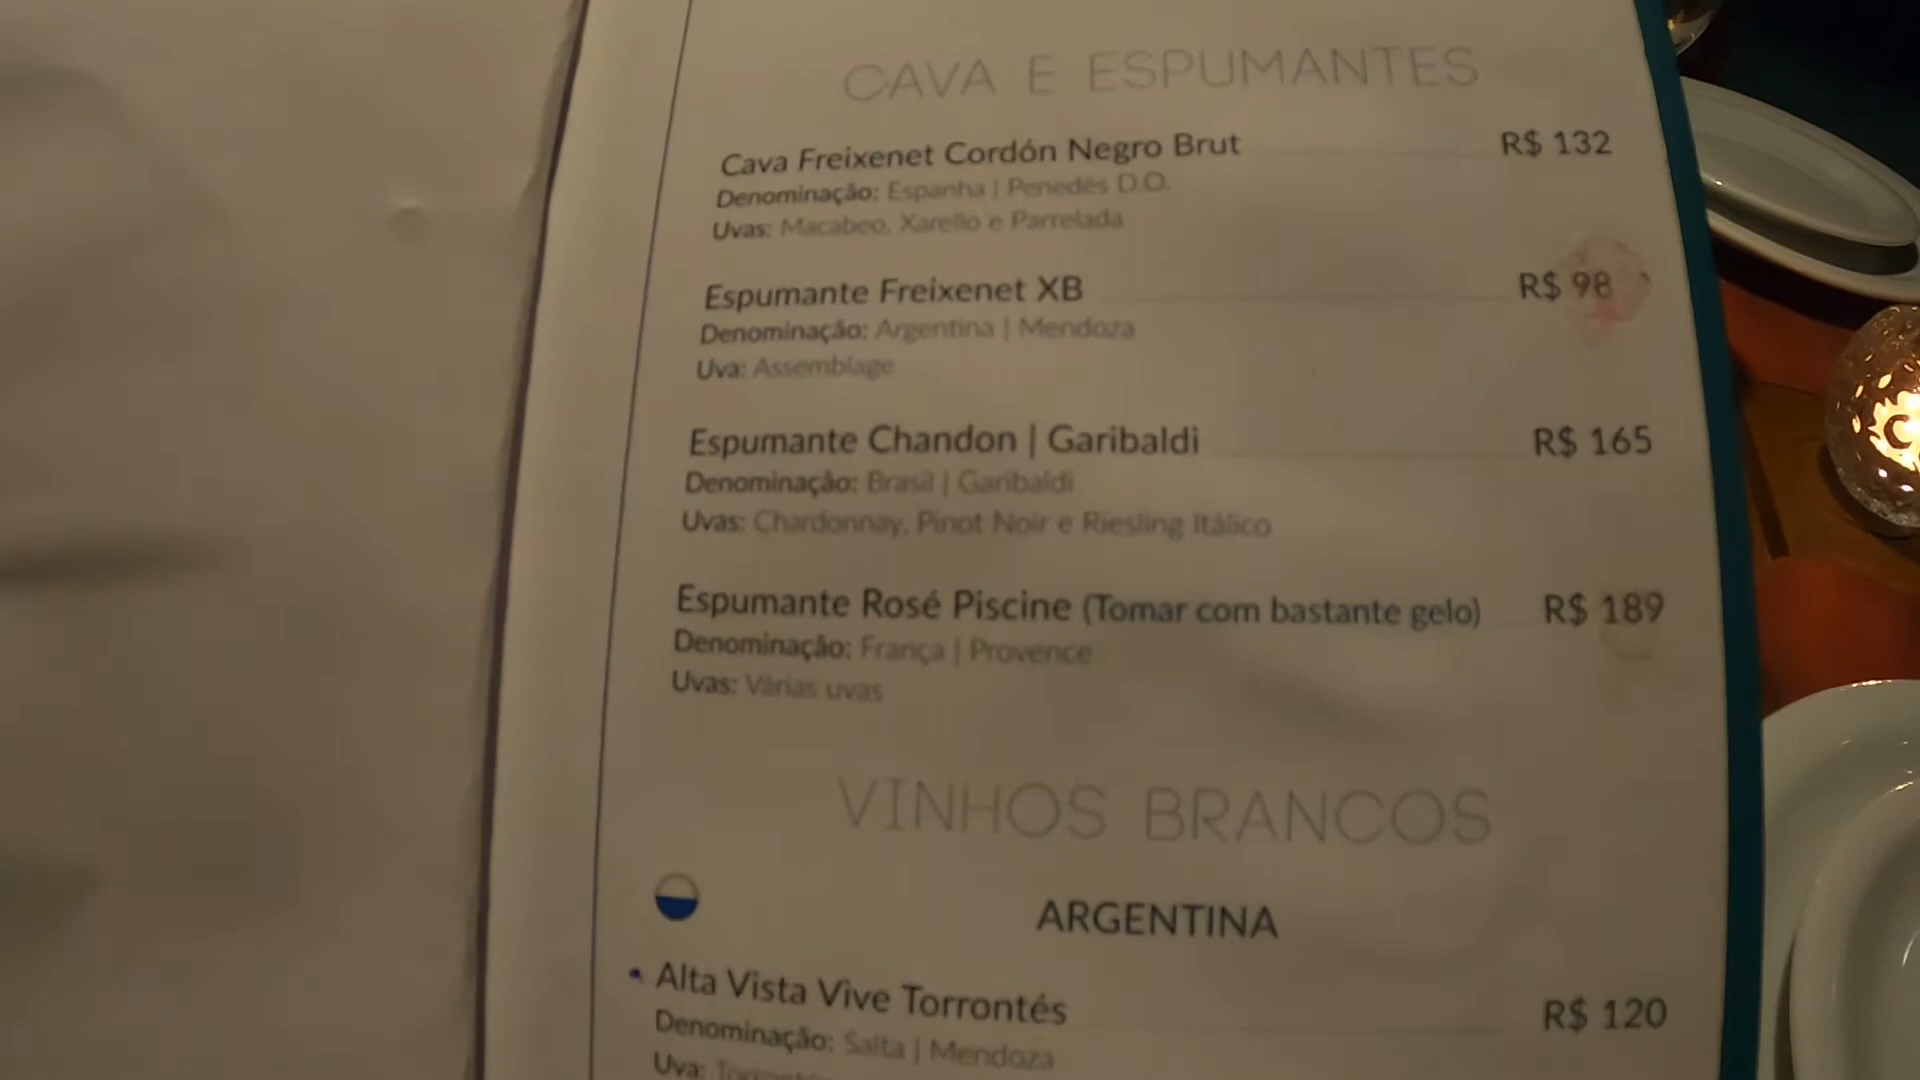 CAVA E ESPUMANTES
Cava Freixenet Cordón Negro Brut R$ 132
Denominação: Espanha | Penedès D.O.
Uvas: Macabeo, Xarello e Parrelada
Espumante Freixenet XB R$ 98
Denominação: Argentina | Mendoza
Uva: Assemblage
Espumante Chandon | Garibaldi R$ 165
Denominação: Brasil | Garibaldi
Uvas: Chardonnay, Pinot Noir e Riesling Itálico
Espumante Rosé Piscine (Tomar com bastante gelo) R$ 189
Denominação: França | Provence
Uvas: Várias uvas
VINHOS BRANCOS
ARGENTINA
Alta Vista Vive Torrontés R$ 120
Denominação: Salta | Mendoza
Uva: